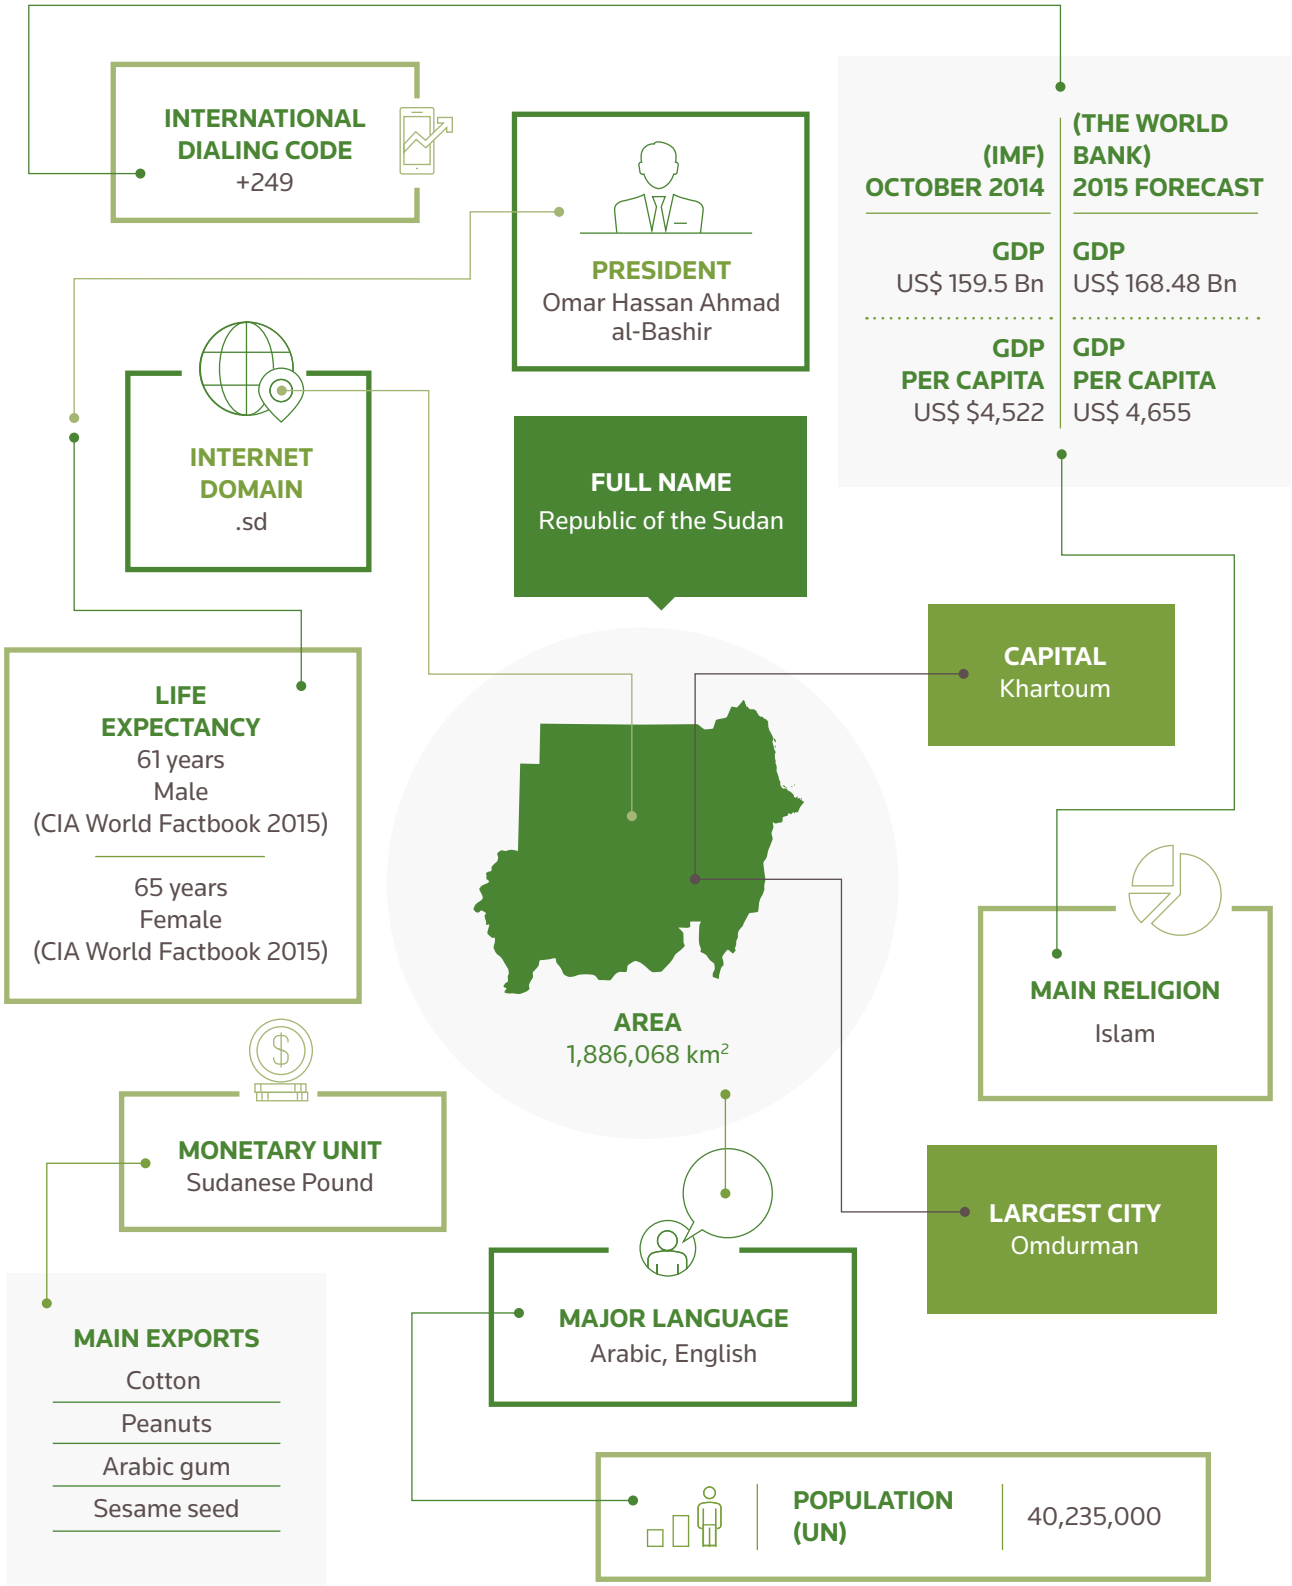 INTERNATIONAL
DIALING CODE
+249
PRESIDENT
Omar Hassan Ahmad
al-Bashir
(IMF)
OCTOBER 2014
GDP
US$ 159.5 Bn
GDP
PER CAPITA
US$ $4,522
(THE WORLD
BANK)
2015 FORECAST
GDP
US$ 168.48 Bn
GDP
PER CAPITA
US$ 4,655
INTERNET
DOMAIN
.sd
FULL NAME
Republic of the Sudan
CAPITAL
Khartoum
LIFE
EXPECTANCY
61 years
Male
(CIA World Factbook 2015)
65 years
Female
(CIA World Factbook 2015)
AREA
1,886,068 km²
MAIN RELIGION
Islam
$
MONETARY UNIT
Sudanese Pound
LARGEST CITY
Omdurman
MAJOR LANGUAGE
Arabic, English
MAIN EXPORTS
Cotton
Peanuts
Arabic gum
Sesame seed
POPULATION
(UN)
40,235,000